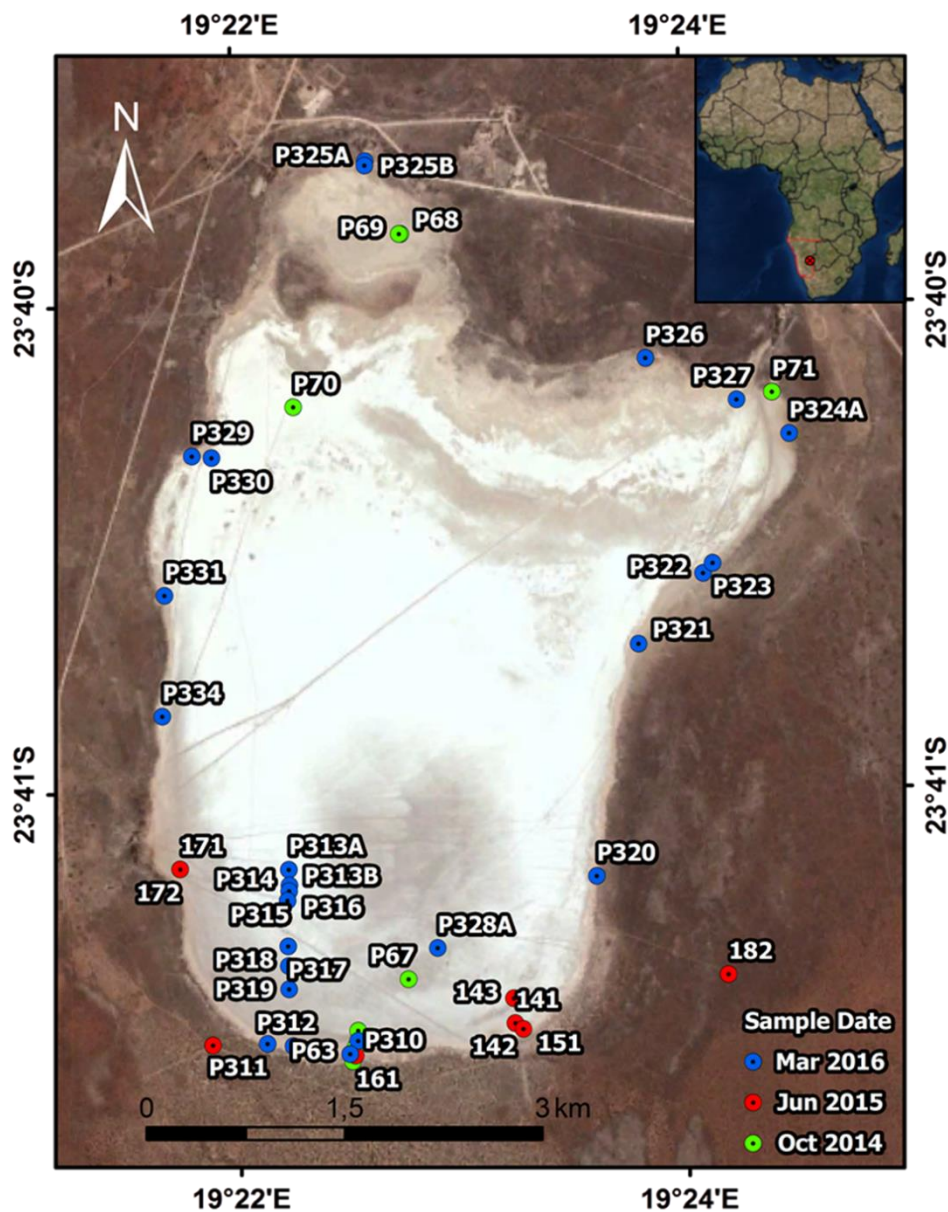 19°22'E 19°24'E
N
P325A P325B
P69 P68
23°40'S 23°40'S
P326
P70 P327 P71
P324A
P329
P330
P322
P323
P331
P321
P334
23°41'S 23°41'S
171 P313A
172 P314 P313B
P315 P316
P320
P328A
P318 P317 P67 182
P319 143 141
P312 Sample Date
P311 P63 P310 142 151
161
Mar 2016
Jun 2015
Oct 2014
0 1,5 3 km
19°22'E 19°24'E